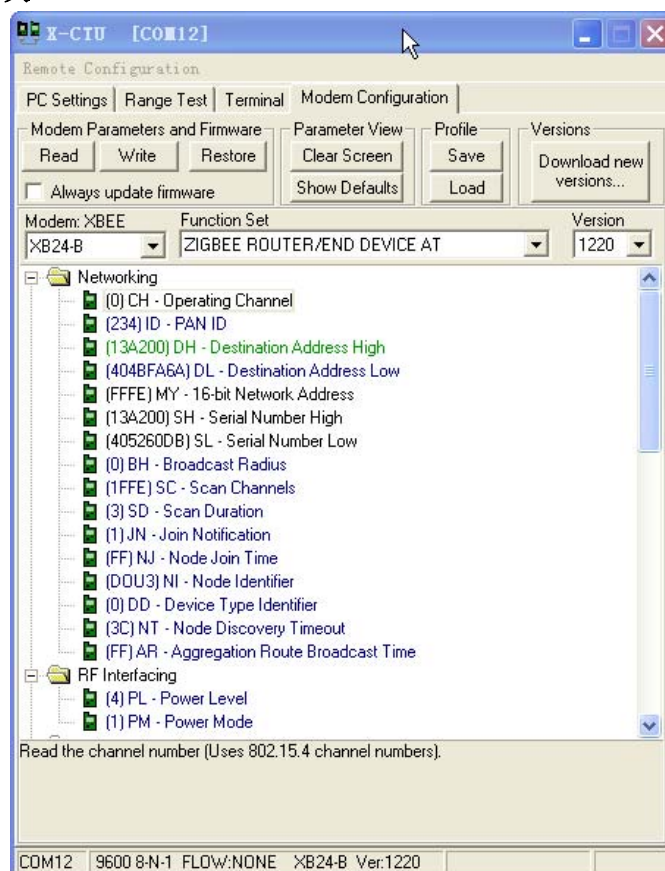 X-CTU [COM12]
Remote Configuration
PC Settings Range Test Terminal Modem Configuration
Modem Parameters and Firmware Parameter View Profile Versions
Read Write Restore Clear Screen Save Download new versions...
Always update firmware Show Defaults Load
Modem: XBEE Function Set Version
XB24-B ZIGBEE ROUTER/END DEVICE AT 1220
Networking
(0) CH - Operating Channel
(234) ID - PAN ID
(13A200) DH - Destination Address High
(404BFA6A) DL - Destination Address Low
(FFFE) MY - 16-bit Network Address
(13A200) SH - Serial Number High
(405260DB) SL - Serial Number Low
(0) BH - Broadcast Radius
(1FFE) SC - Scan Channels
(3) SD - Scan Duration
(1) JN - Join Notification
(FF) NJ - Node Join Time
(DOU3) NI - Node Identifier
(0) DD - Device Type Identifier
(3C) NT - Node Discovery Timeout
(FF) AR - Aggregation Route Broadcast Time
RF Interfacing
(4) PL - Power Level
(1) PM - Power Mode
Read the channel number (Uses 802.15.4 channel numbers).
COM12 9600 8-N-1 FLOW:NONE XB24-B Ver:1220